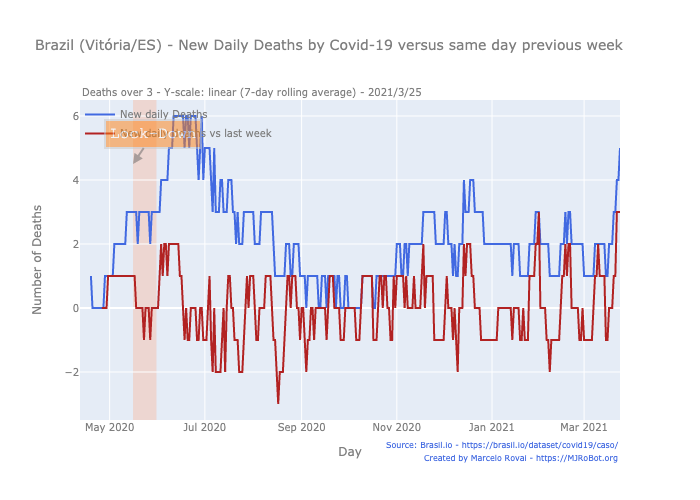 Brazil (Vitória/ES) - New Daily Deaths by Covid-19 versus same day previous week
Deaths over 3 - Y-scale: linear (7-day rolling average) - 2021/3/25
New daily Deaths
New daily Deaths vs last week
Number of Deaths
6
4
2
0
−2
May 2020
Jul 2020
Sep 2020
Nov 2020
Jan 2021
Mar 2021
Day
Source: Brasil.io - https://brasil.io/dataset/covid19/caso/
Created by Marcelo Rovai - https://MJRoBot.org